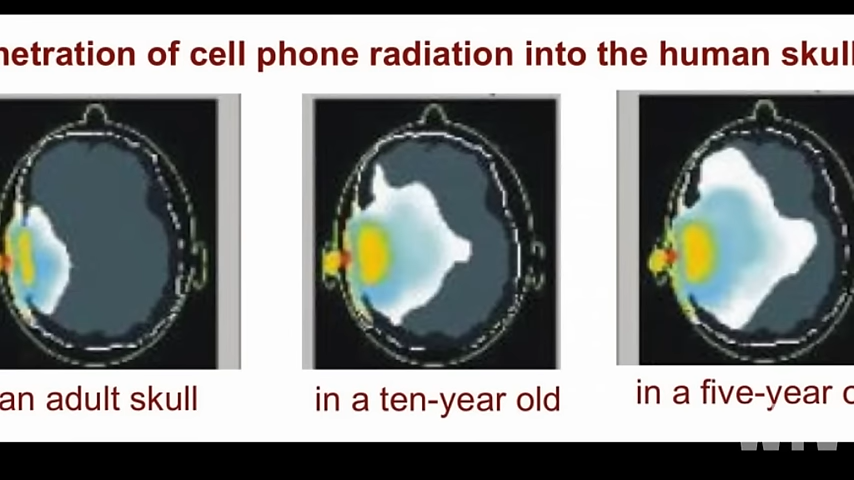 netration of cell phone radiation into the human skull
an adult skull
in a ten-year old
in a five-year o